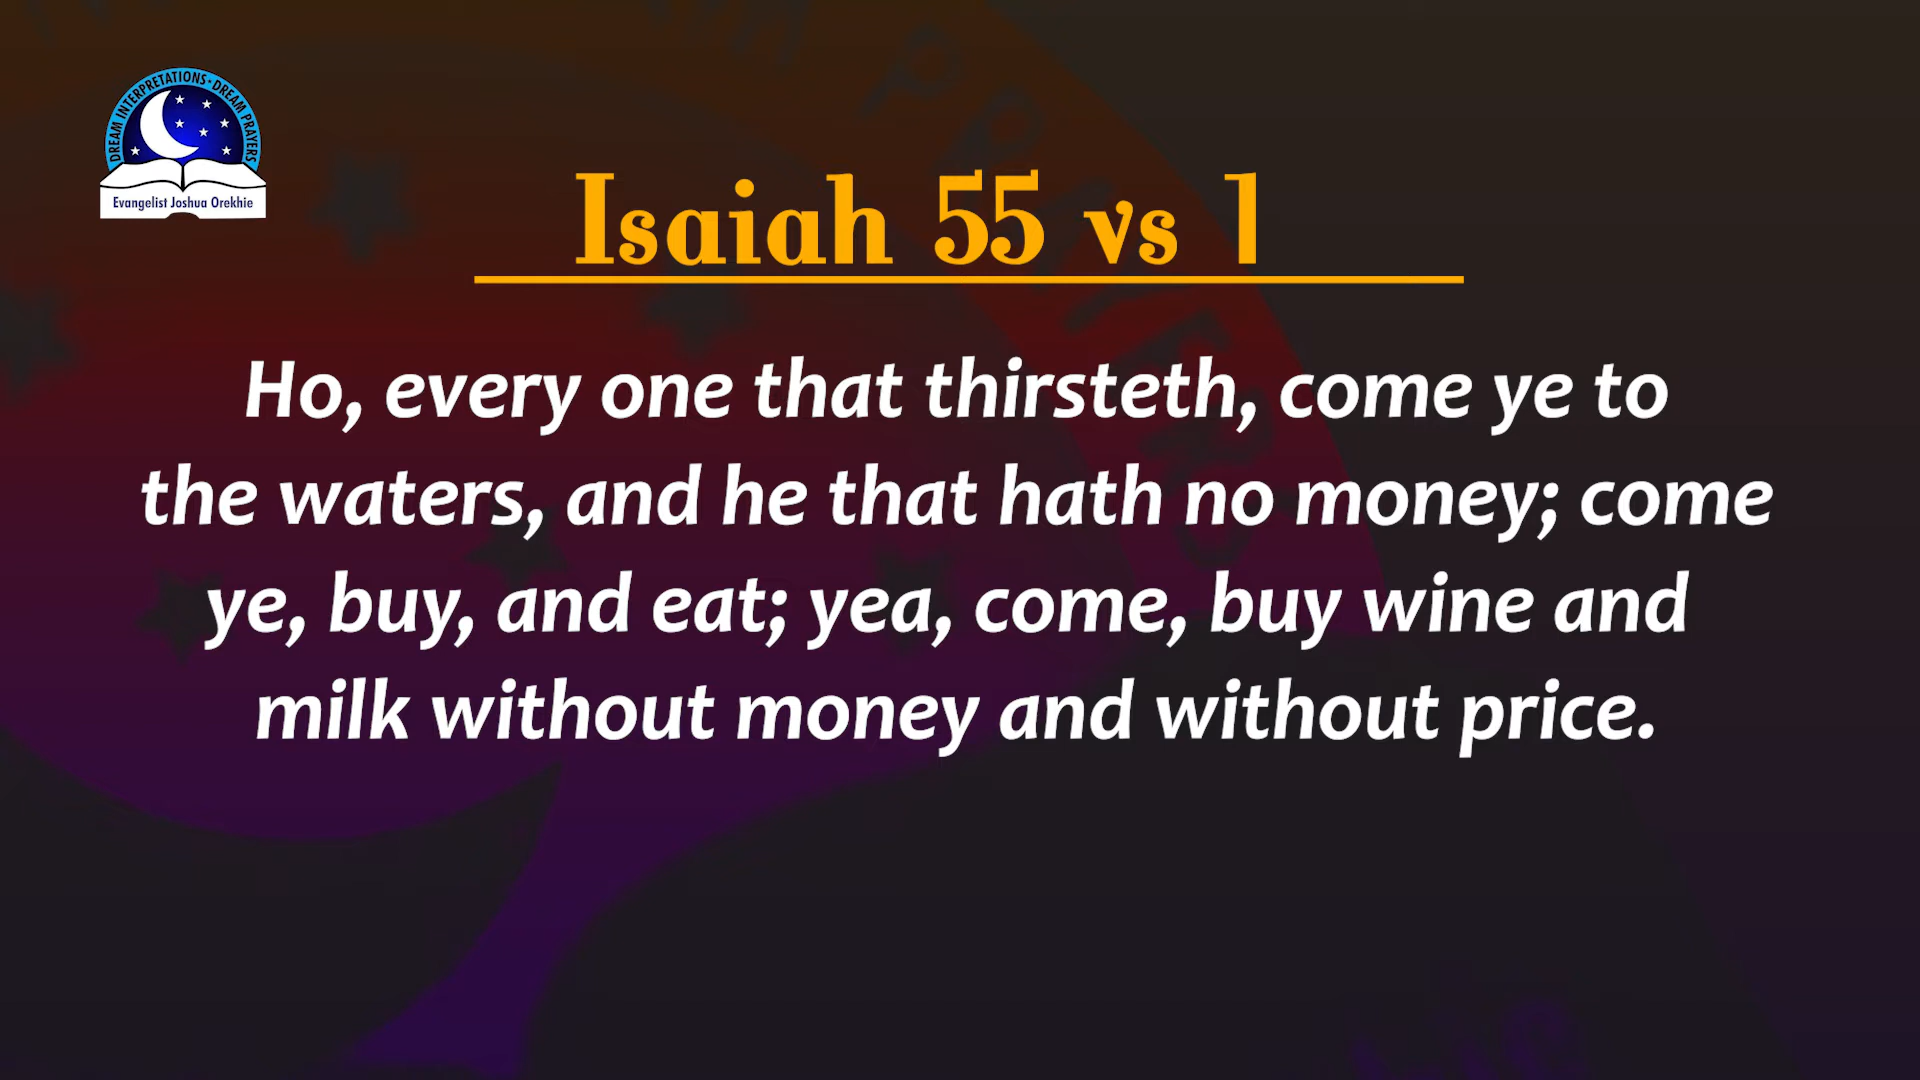 DREAM INTERPRETATIONS · DREAM PRAYERS
Evangelist Joshua Orekhie
Isaiah 55 vs 1
Ho, every one that thirsteth, come ye to
the waters, and he that hath no money; come
ye, buy, and eat; yea, come, buy wine and
milk without money and without price.